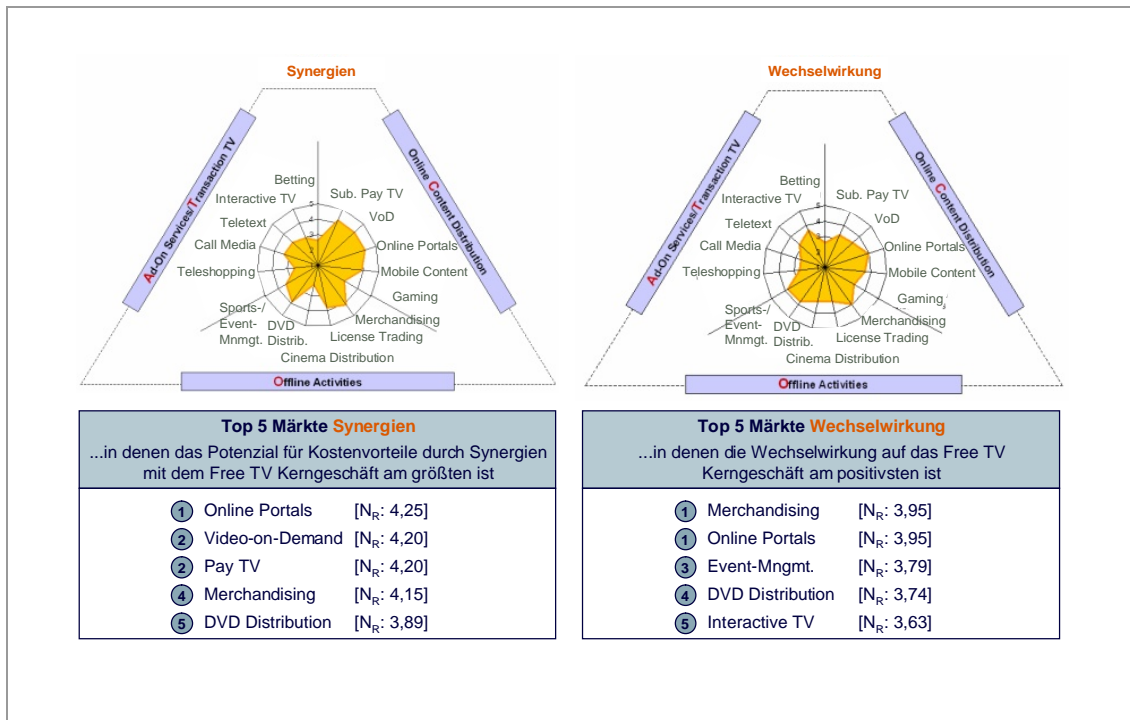 Synergien
Ad-On Services/Transaction TV
Online Content Distribution
Betting
Sub. Pay TV
Interactive TV
VoD
Teletext
Online Portals
Call Media
Mobile Content
Teleshopping
Gaming
Sports-/
Event-
Mnmgt.
DVD
Distrib.
Merchandising
License Trading
Cinema Distribution
5
4
3
2
Offline Activities
Wechselwirkung
Ad-On Services/Transaction TV
Online Content Distribution
Betting
Sub. Pay TV
Interactive TV
VoD
Teletext
Online Portals
Call Media
Mobile Content
Teleshopping
Gaming
Sports-/
Event-
Mnmgt.
DVD
Distrib.
Merchandising
License Trading
Cinema Distribution
5
4
3
2
Offline Activities
Top 5 Märkte Synergien
...in denen das Potenzial für Kostenvorteile durch Synergien
mit dem Free TV Kerngeschäft am größten ist
1 Online Portals [NR: 4,25]
2 Video-on-Demand [NR: 4,20]
2 Pay TV [NR: 4,20]
4 Merchandising [NR: 4,15]
5 DVD Distribution [NR: 3,89]
Top 5 Märkte Wechselwirkung
...in denen die Wechselwirkung auf das Free TV
Kerngeschäft am positivsten ist
1 Merchandising [NR: 3,95]
1 Online Portals [NR: 3,95]
3 Event-Mngmt. [NR: 3,79]
4 DVD Distribution [NR: 3,74]
5 Interactive TV [NR: 3,63]